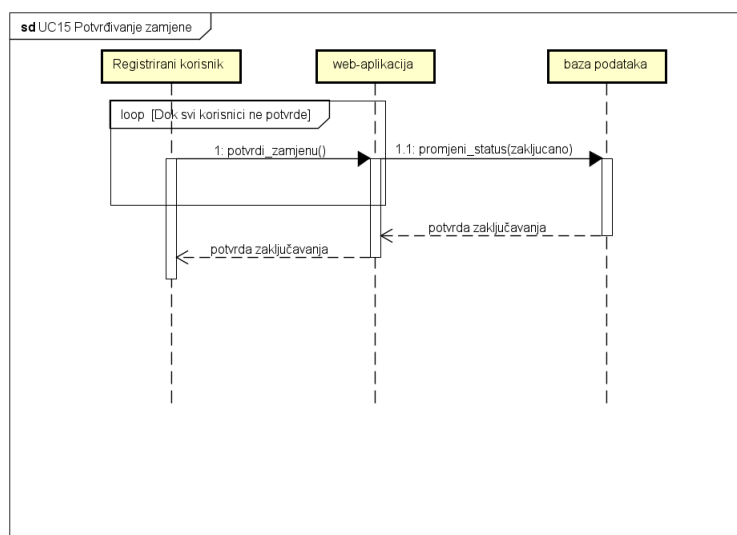 sd UC15 Potvrđivanje zamjene
Registrirani korisnik
web-aplikacija
baza podataka
loop [Dok svi korisnici ne potvrde]
1: potvrdi_zamjenu()
1.1: promjeni_status(zakljucano)
potvrda zaključavanja
potvrda zaključavanja